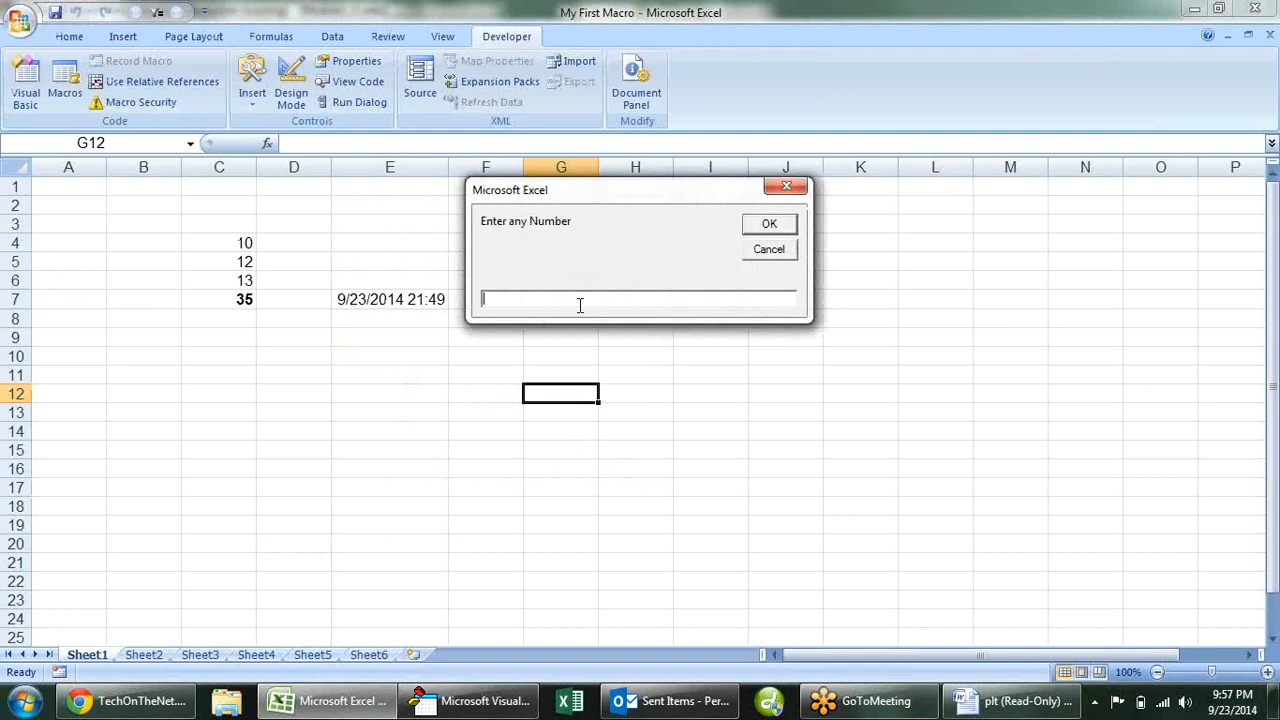 My First Macro - Microsoft Excel
Home Insert Page Layout Formulas Data Review View Developer
Visual Basic
Macros
Record Macro
Use Relative References
Macro Security
Code
Insert
Design Mode
Properties
View Code
Run Dialog
Controls
Source
Map Properties
Expansion Packs
Refresh Data
Import
Export
XML
Document Panel
Modify
G12
fx
A B C D E F G H I J K L M N O P
1
2
3
4 10
5 12
6 13
7 35 9/23/2014 21:49
8
9
10
11
12
13
14
15
16
17
18
19
20
21
22
23
24
25
Microsoft Excel
Enter any Number
OK
Cancel
Sheet1 Sheet2 Sheet3 Sheet4 Sheet5 Sheet6
Ready
100%
TechOnTheNet....
Microsoft Excel ...
Microsoft Visual...
Sent Items - Per...
GoToMeeting
plt (Read-Only) ...
9:57 PM
9/23/2014